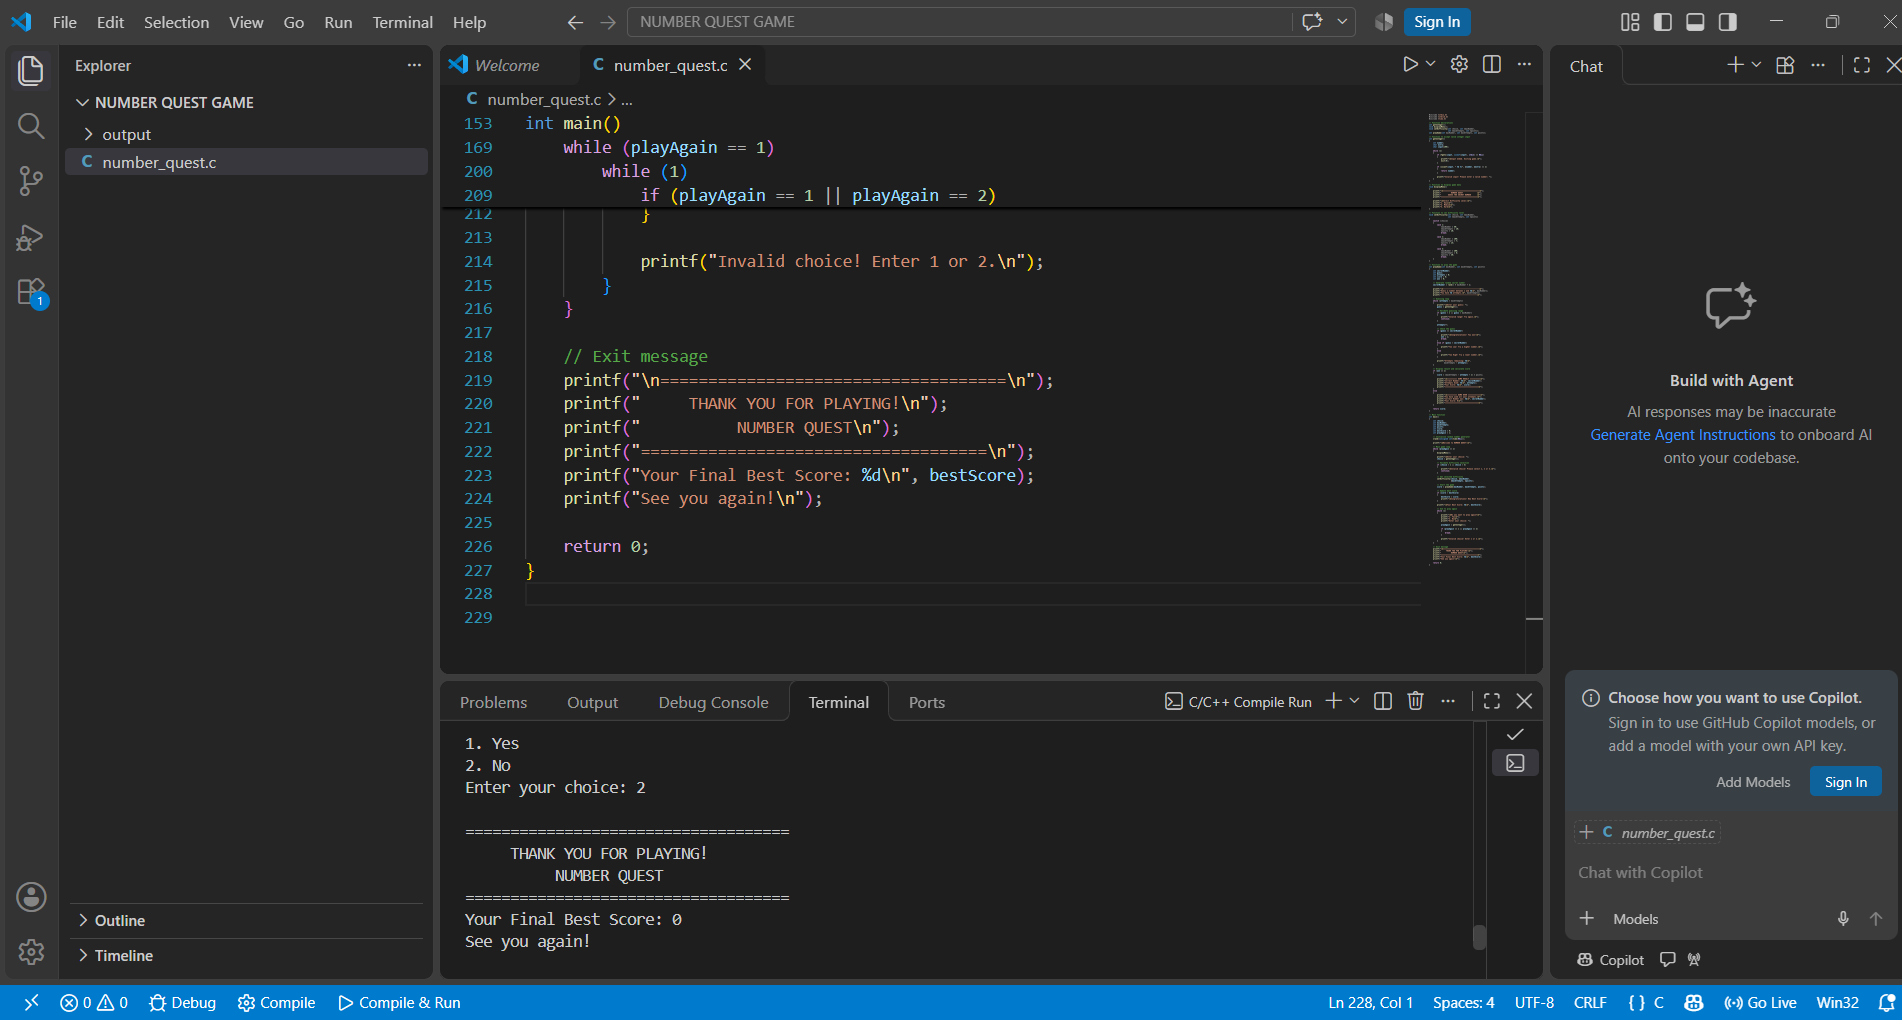 File Edit Selection View Go Run Terminal Help
NUMBER QUEST GAME
Sign In
Explorer
NUMBER QUEST GAME
output
C number_quest.c
1
Outline
Timeline
Welcome
C number_quest.c
C number_quest.c > ...
153 int main()
169 while (playAgain == 1)
200 while (1)
209 if (playAgain == 1 || playAgain == 2)
212 }
213
214 printf("Invalid choice! Enter 1 or 2.\n");
215 }
216 }
217
218 // Exit message
219 printf("\n====================================\n");
220 printf("     THANK YOU FOR PLAYING!\n");
221 printf("          NUMBER QUEST\n");
222 printf("====================================\n");
223 printf("Your Final Best Score: %d\n", bestScore);
224 printf("See you again!\n");
225
226 return 0;
227 }
228
229
Problems Output Debug Console Terminal Ports
C/C++ Compile Run
1. Yes
2. No
Enter your choice: 2
====================================
THANK YOU FOR PLAYING!
NUMBER QUEST
====================================
Your Final Best Score: 0
See you again!
Chat
Build with Agent
AI responses may be inaccurate
Generate Agent Instructions to onboard AI
onto your codebase.
Choose how you want to use Copilot.
Sign in to use GitHub Copilot models, or
add a model with your own API key.
Add Models Sign In
C number_quest.c
Chat with Copilot
Models
Copilot
0 0 Debug Compile Compile & Run
Ln 228, Col 1 Spaces: 4 UTF-8 CRLF { } C Go Live Win32